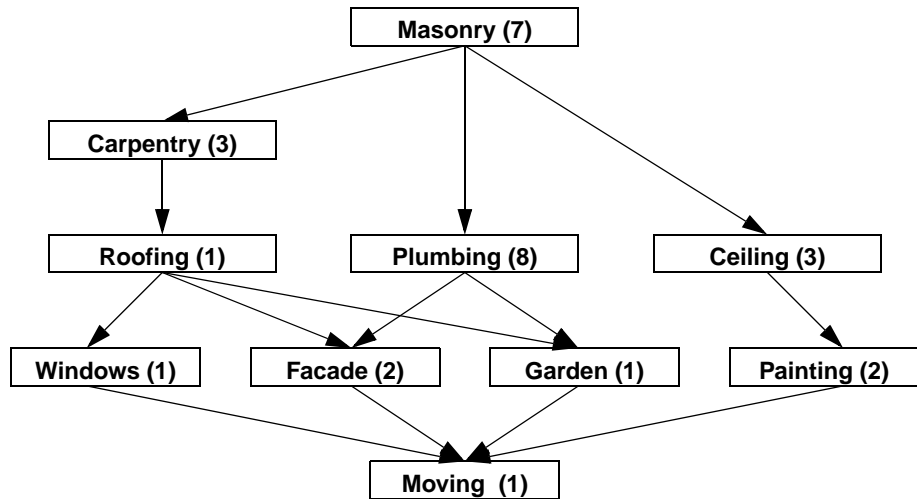 Masonry (7)
Carpentry (3)
Roofing (1)
Plumbing (8)
Ceiling (3)
Windows (1)
Facade (2)
Garden (1)
Painting (2)
Moving (1)